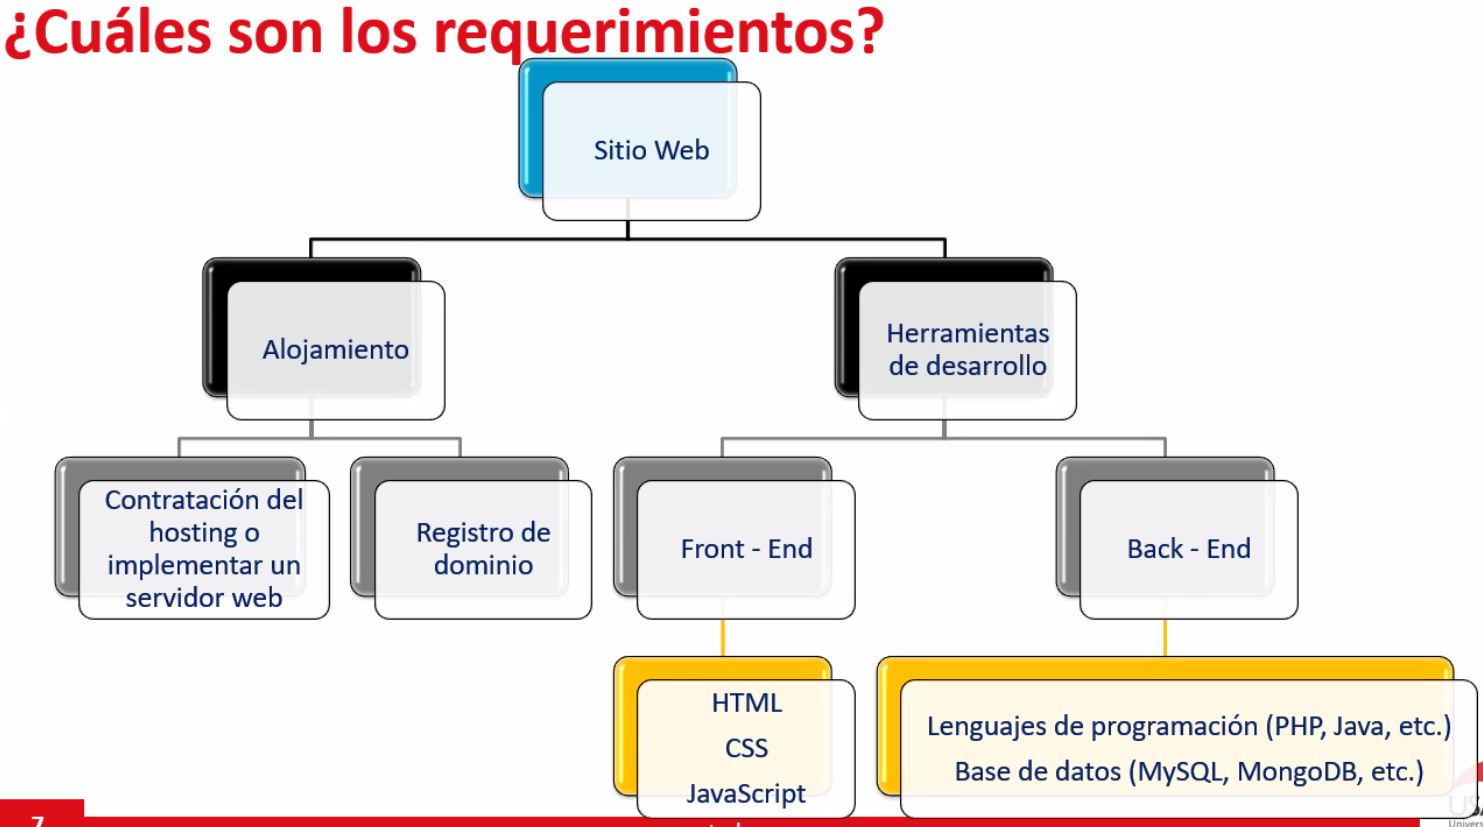 ¿Cuáles son los requerimientos?
Sitio Web
Alojamiento
Herramientas
de desarrollo
Contratación del
hosting o
implementar un
servidor web
Registro de
dominio
Front - End
Back - End
HTML
CSS
JavaScript
Lenguajes de programación (PHP, Java, etc.)
Base de datos (MySQL, MongoDB, etc.)
7